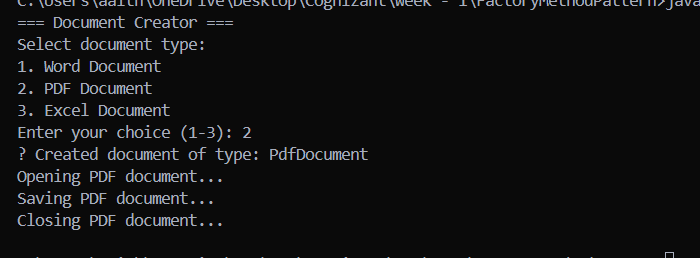 === Document Creator ===
Select document type:
1. Word Document
2. PDF Document
3. Excel Document
Enter your choice (1-3): 2
? Created document of type: PdfDocument
Opening PDF document...
Saving PDF document...
Closing PDF document...